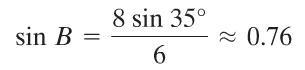 sin B = 8 sin 35° / 6 ≈ 0.76